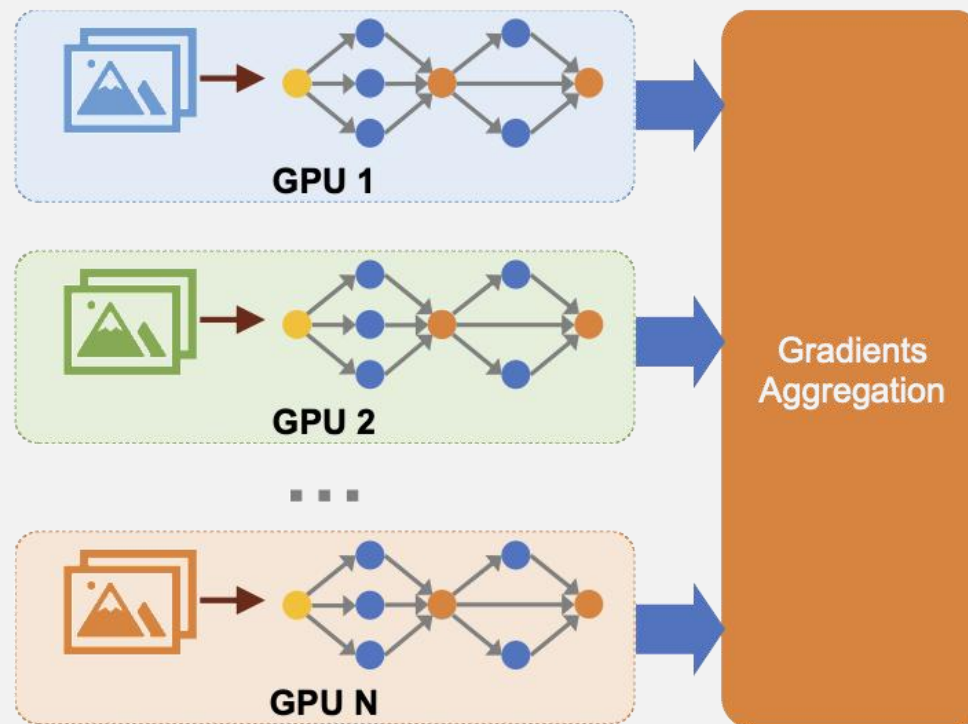 GPU 1
GPU 2
...
GPU N
Gradients
Aggregation